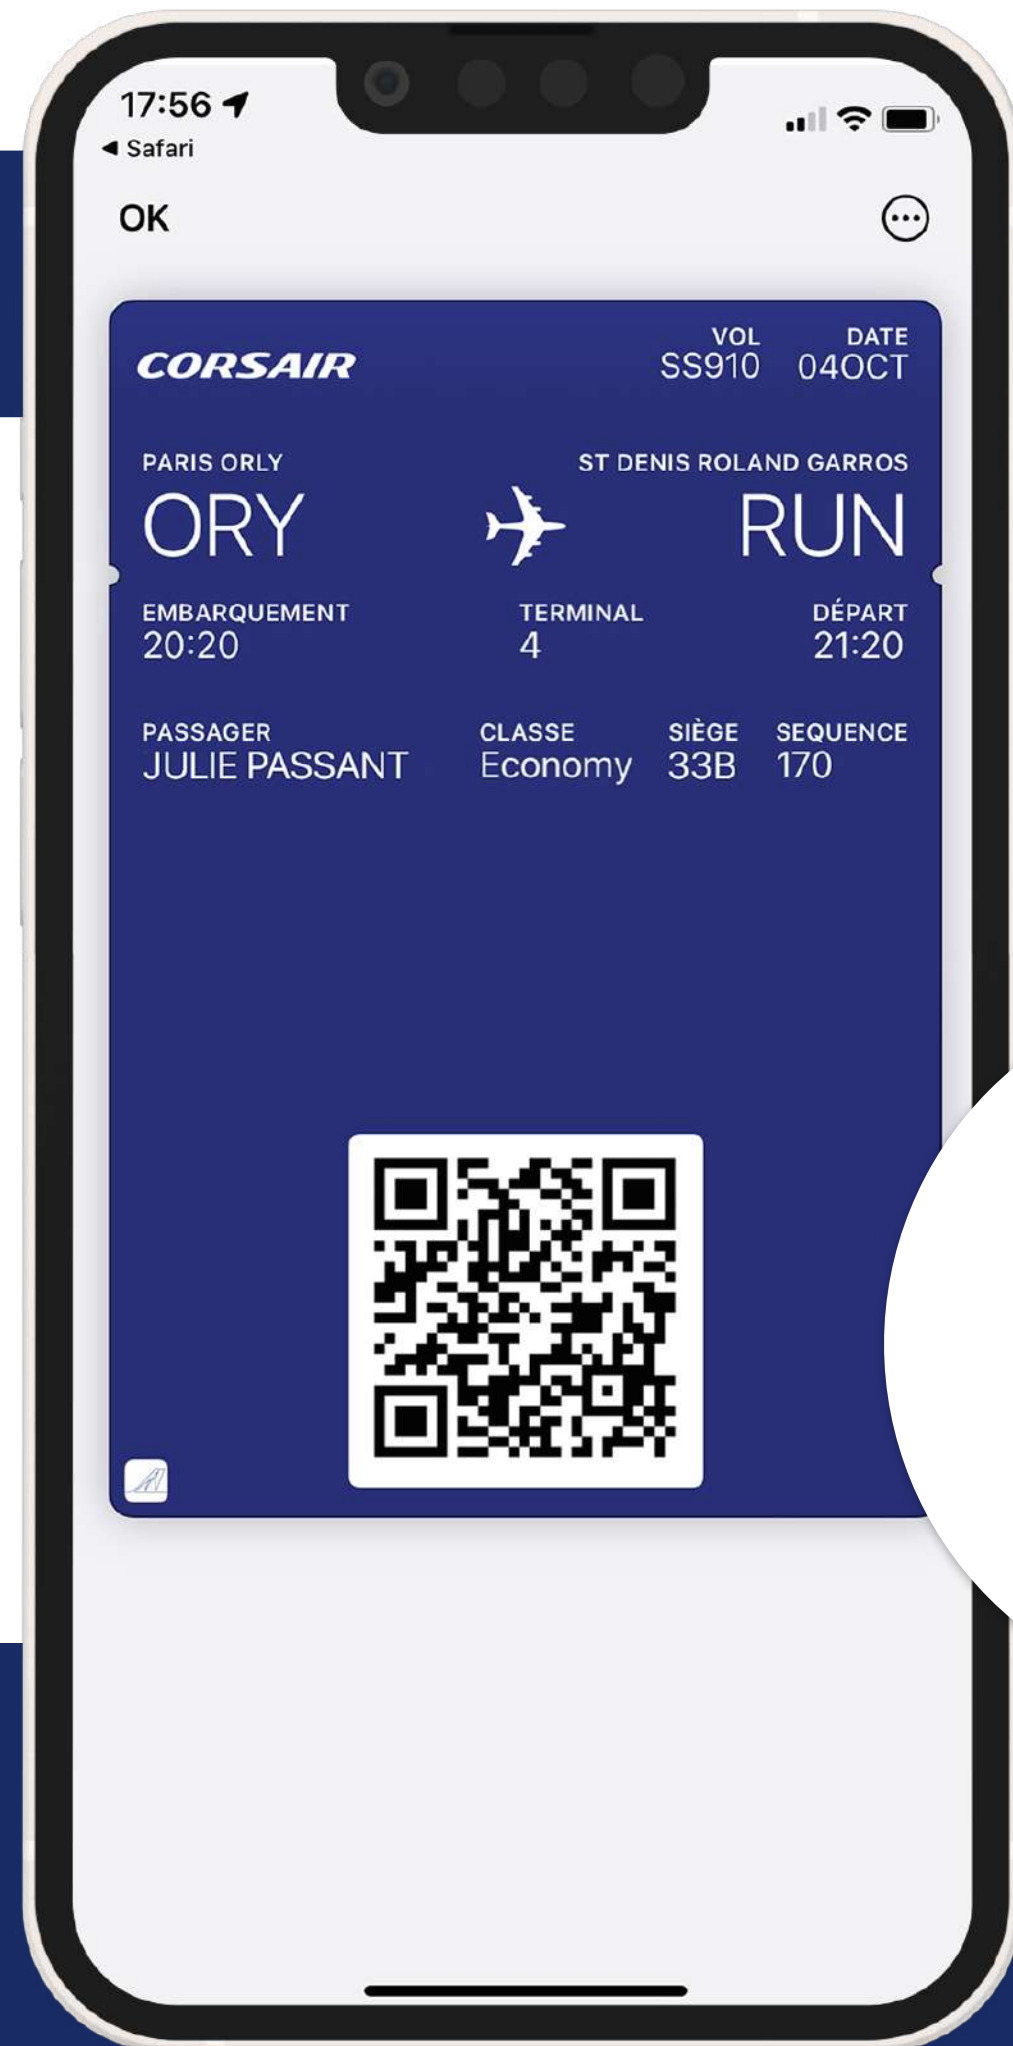 17:56
Safari
OK
CORSAIR
VOL DATE
SS910 04OCT
PARIS ORLY ST DENIS ROLAND GARROS
ORY RUN
EMBARQUEMENT TERMINAL DÉPART
20:20 4 21:20
PASSAGER CLASSE SIÈGE SEQUENCE
JULIE PASSANT Economy 33B 170